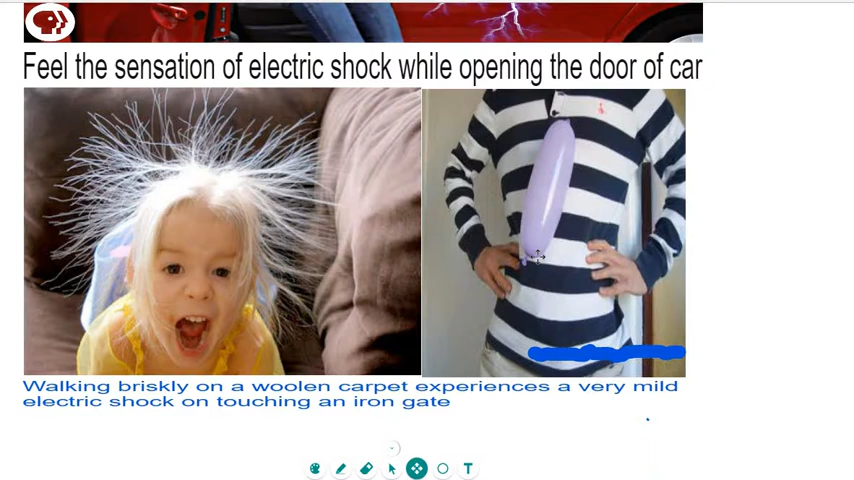 Feel the sensation of electric shock while opening the door of car
Walking briskly on a woolen carpet experiences a very mild
electric shock on touching an iron gate
T